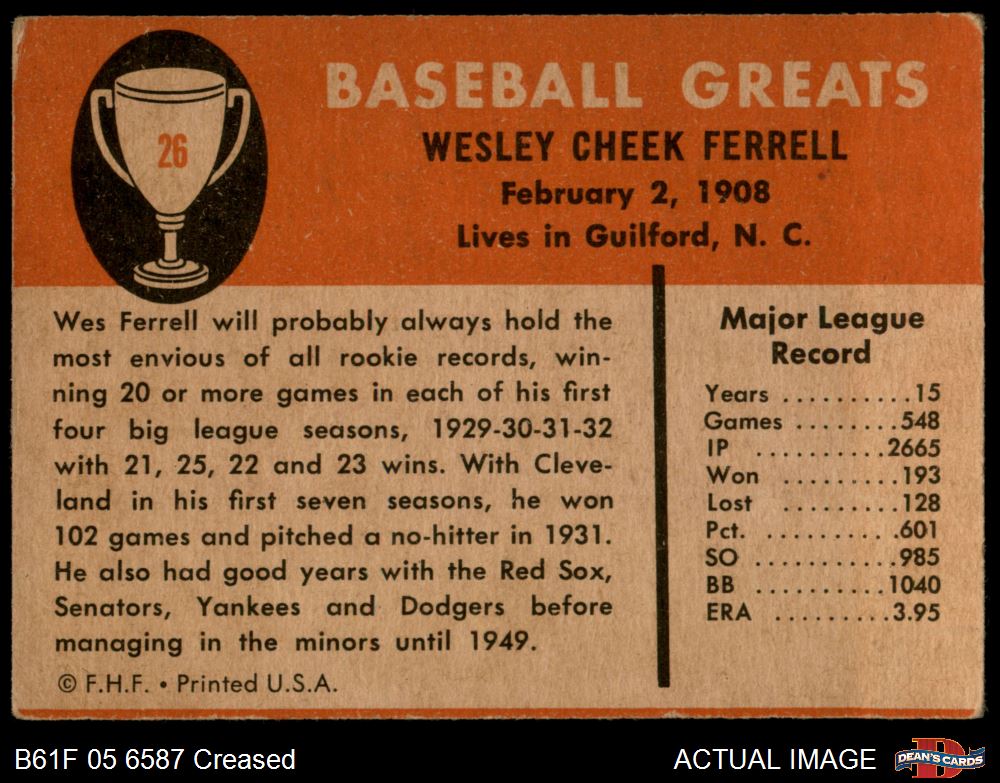 26
BASEBALL GREATS
WESLEY CHEEK FERRELL
February 2, 1908
Lives in Guilford, N. C.
Wes Ferrell will probably always hold the
most envious of all rookie records, win-
ning 20 or more games in each of his first
four big league seasons, 1929-30-31-32
with 21, 25, 22 and 23 wins. With Cleve-
land in his first seven seasons, he won
102 games and pitched a no-hitter in 1931.
He also had good years with the Red Sox,
Senators, Yankees and Dodgers before
managing in the minors until 1949.
© F.H.F. • Printed U.S.A.
Major League
Record
Years ..........15
Games .......548
IP ..........2665
Won .........193
Lost .........128
Pct. ..........601
SO ...........985
BB ..........1040
ERA .........3.95
B61F 05 6587 Creased
ACTUAL IMAGE
D
DEAN'S CARDS